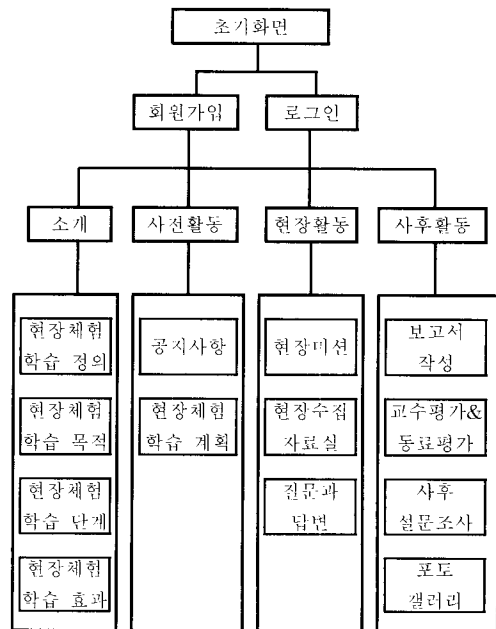 초기화면
회원가입
로그인
소개
사전활동
현장활동
사후활동
현장체험
학습 정의
현장체험
학습 목적
현장체험
학습 단계
현장체험
학습 효과
공지사항
현장체험
학습 계획
현장미션
현장수집
자료실
질문과
답변
보고서
작성
교수평가&
동료평가
사후
설문조사
포토
갤러리